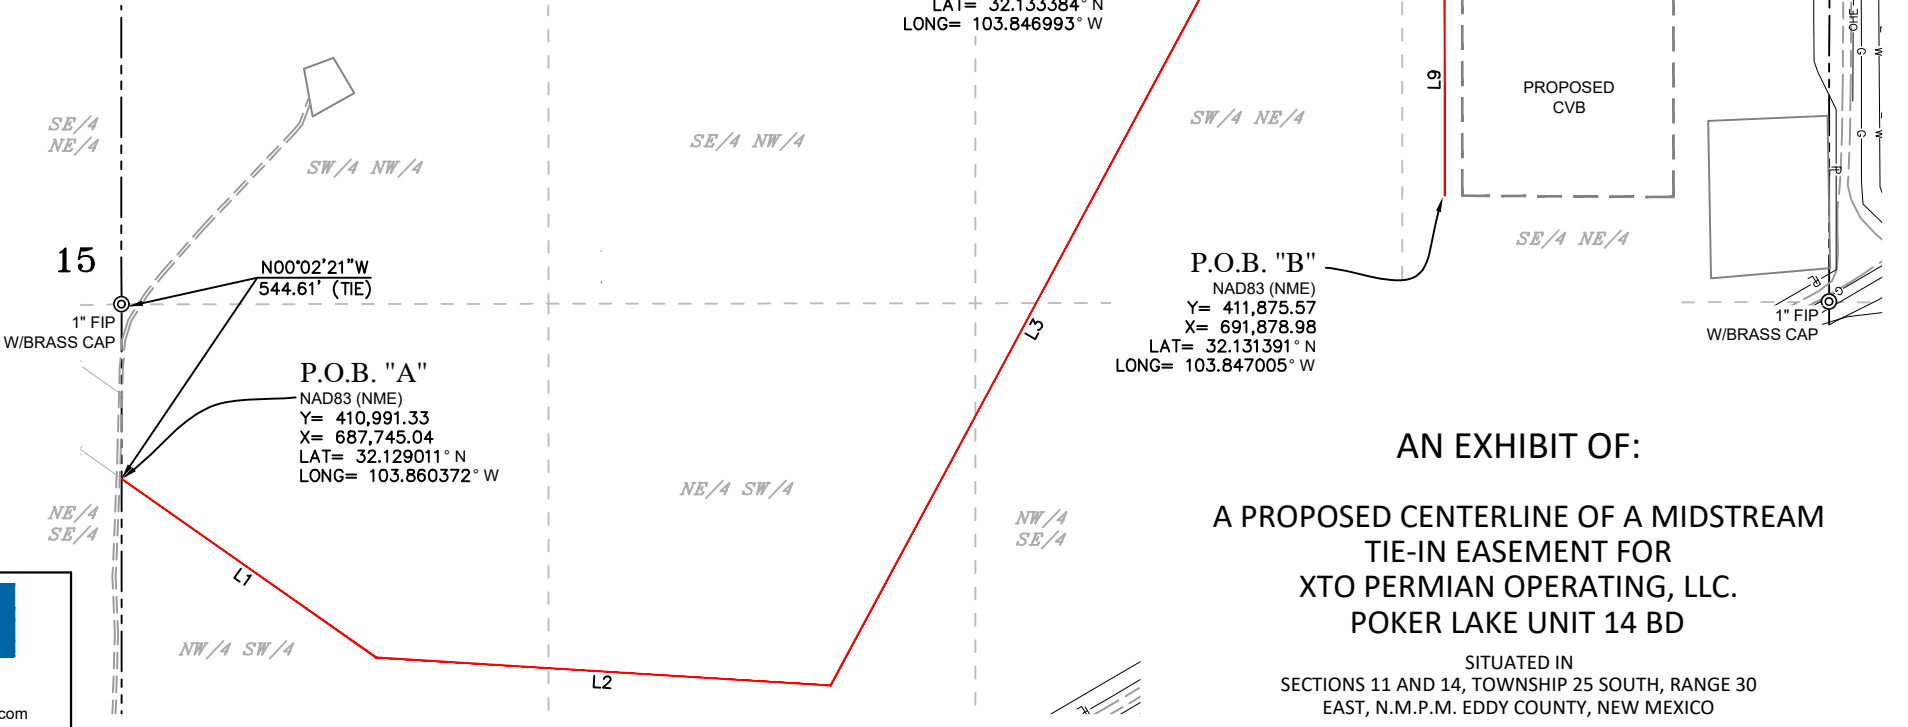 LAT= 32.133384° N
LONG= 103.846993° W
OHE
G
W
G
W
L9
PROPOSED
CVB
SE/4
NE/4
SW/4 NW/4
SE/4 NW/4
SW/4 NE/4
PL
SE/4 NE/4
15
N00°02'21"W
544.61' (TIE)
1" FIP
W/BRASS CAP
P.O.B. "A"
NAD83 (NME)
Y= 410,991.33
X= 687,745.04
LAT= 32.129011° N
LONG= 103.860372° W
L3
P.O.B. "B"
NAD83 (NME)
Y= 411,875.57
X= 691,878.98
LAT= 32.131391° N
LONG= 103.847005° W
PL
G
1" FIP
W/BRASS CAP
NE/4
SE/4
L1
NE/4 SW/4
NW/4
SE/4
NW/4 SW/4
L2
PL
com
AN EXHIBIT OF:
A PROPOSED CENTERLINE OF A MIDSTREAM
TIE-IN EASEMENT FOR
XTO PERMIAN OPERATING, LLC.
POKER LAKE UNIT 14 BD
SITUATED IN
SECTIONS 11 AND 14, TOWNSHIP 25 SOUTH, RANGE 30
EAST, N.M.P.M. EDDY COUNTY, NEW MEXICO